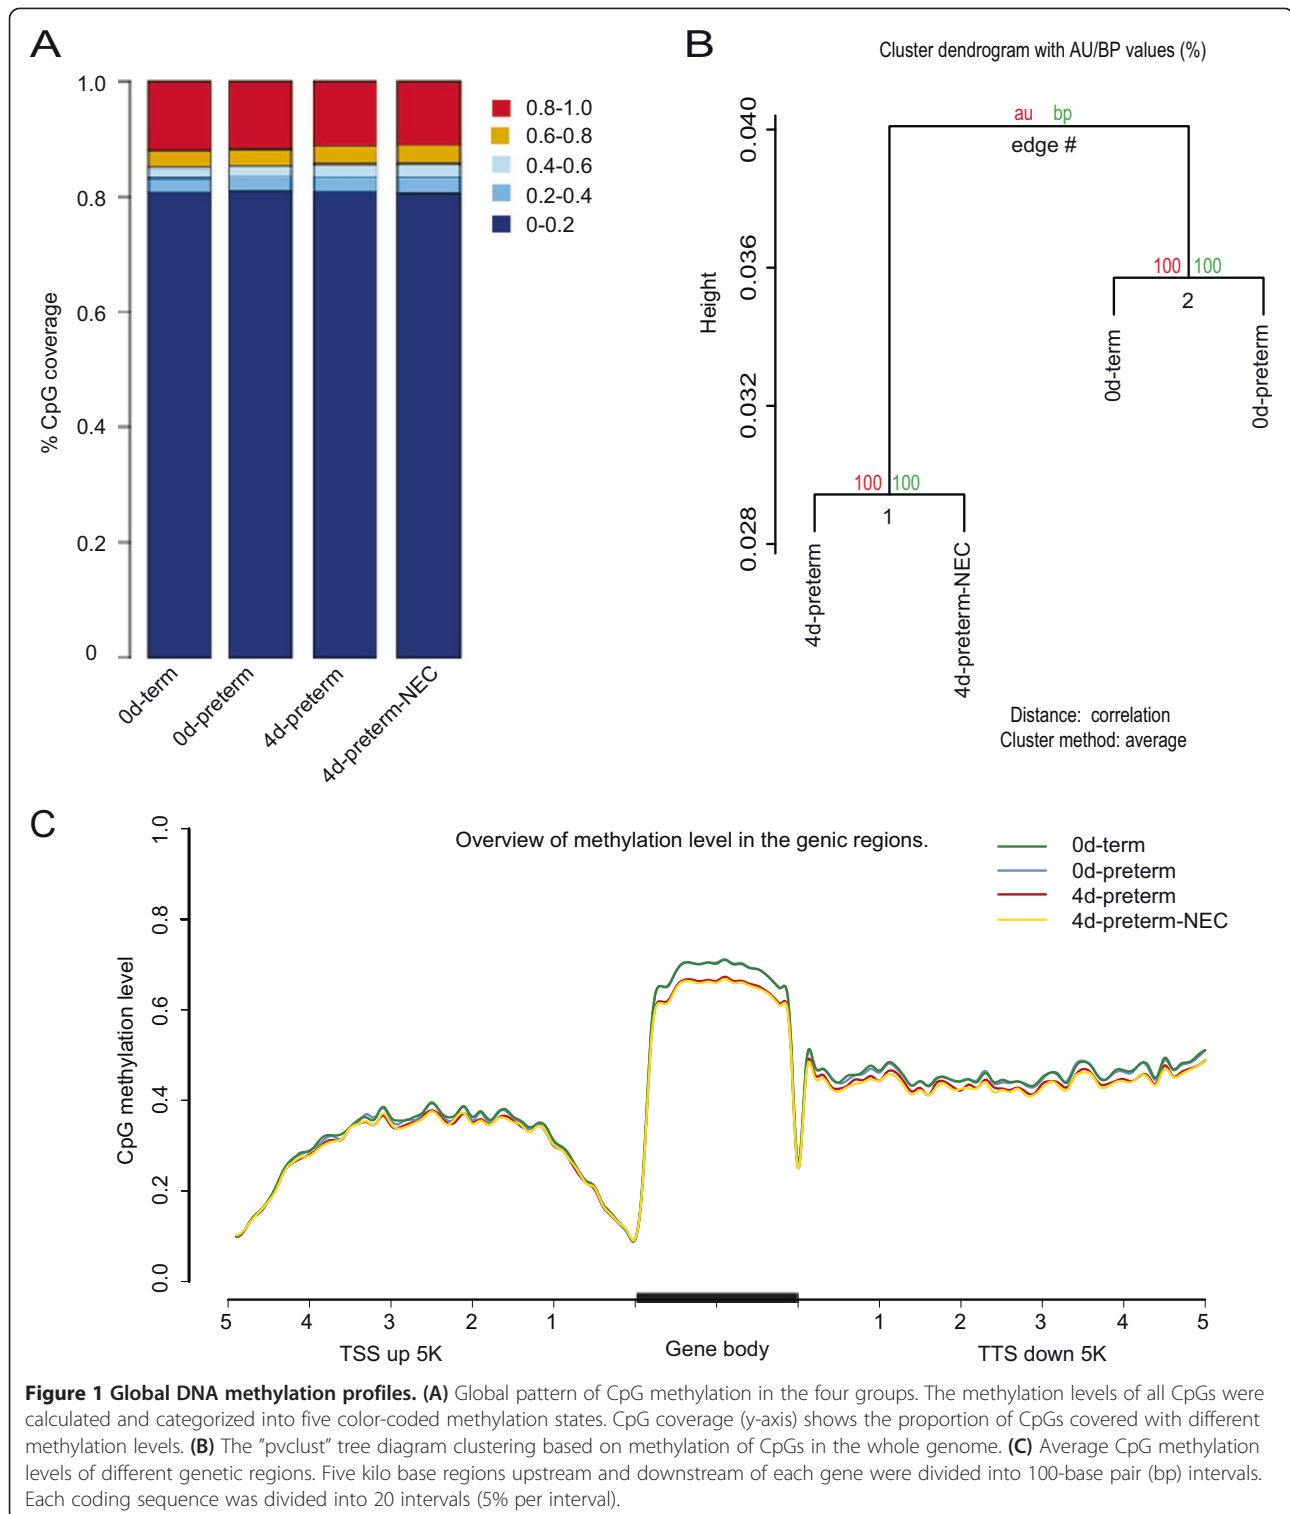 A
1.0
0.8
0.6
0.4
0.2
0
% CpG coverage
0d-term
0d-preterm
4d-preterm
4d-preterm-NEC
0.8-1.0
0.6-0.8
0.4-0.6
0.2-0.4
0-0.2
B
Cluster dendrogram with AU/BP values (%)
Height
0.040
0.036
0.032
0.028
au bp
edge #
100 100
2
0d-term
0d-preterm
100 100
1
4d-preterm
4d-preterm-NEC
Distance: correlation
Cluster method: average
C
Overview of methylation level in the genic regions.
0d-term
0d-preterm
4d-preterm
4d-preterm-NEC
CpG methylation level
1.0
0.8
0.6
0.4
0.2
0.0
5 4 3 2 1 1 2 3 4 5
TSS up 5K Gene body TTS down 5K
Figure 1 Global DNA methylation profiles. (A) Global pattern of CpG methylation in the four groups. The methylation levels of all CpGs were
calculated and categorized into five color-coded methylation states. CpG coverage (y-axis) shows the proportion of CpGs covered with different
methylation levels. (B) The "pvclust" tree diagram clustering based on methylation of CpGs in the whole genome. (C) Average CpG methylation
levels of different genetic regions. Five kilo base regions upstream and downstream of each gene were divided into 100-base pair (bp) intervals.
Each coding sequence was divided into 20 intervals (5% per interval).